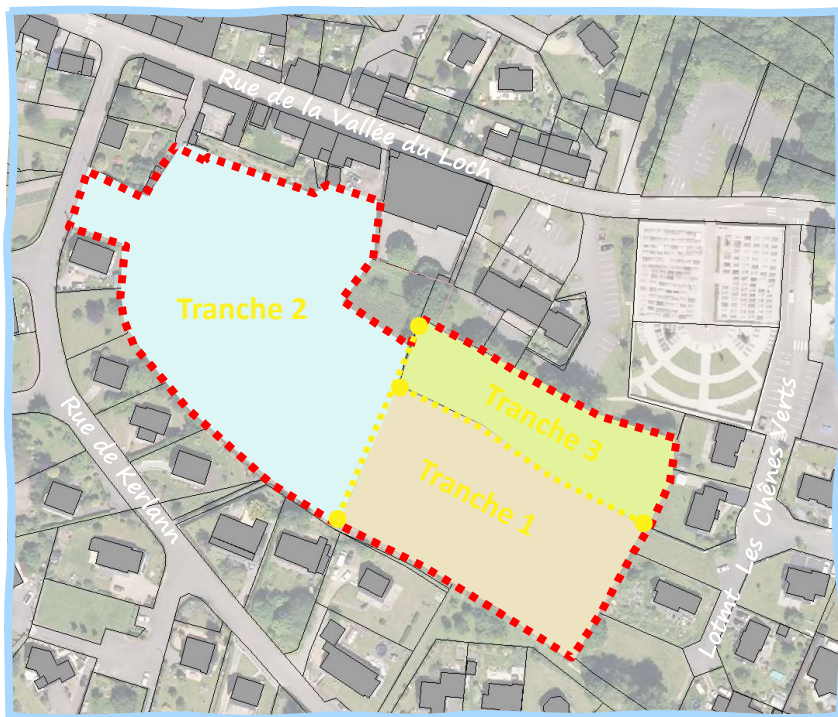 Rue de la Vallée du Loch
Tranche 2
Tranche 3
Tranche 1
Rue de Kerlann
Lotmt Les Chênes Verts